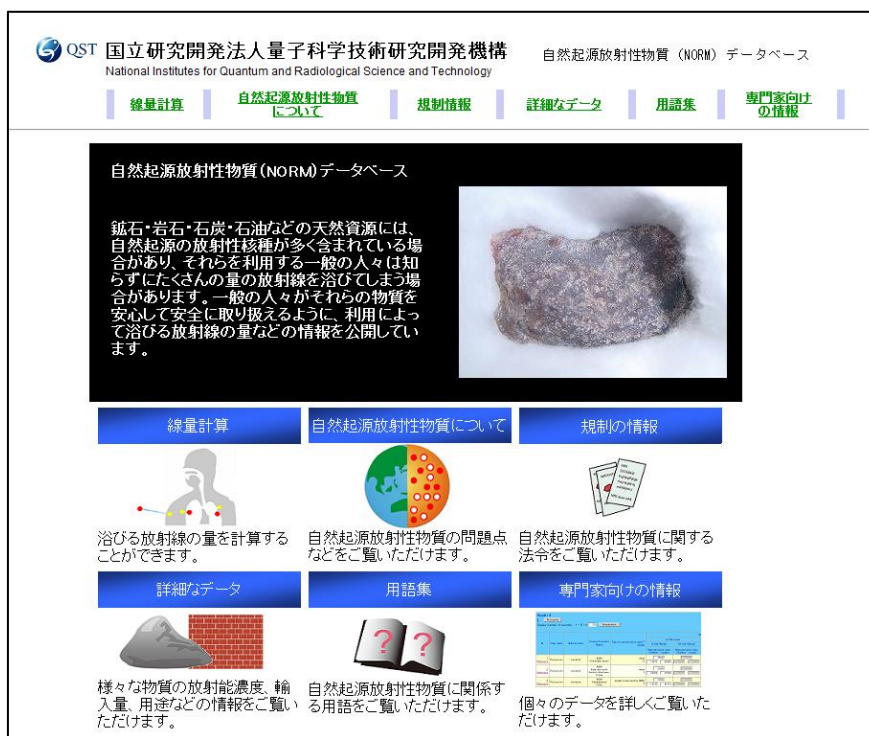 QST 国立研究開発法人量子科学技術研究開発機構
National Institutes for Quantum and Radiological Science and Technology
自然起源放射性物質 (NORM) データベース
線量計算
自然起源放射性物質
について
規制情報
詳細なデータ
用語集
専門家向け
の情報
自然起源放射性物質(NORM)データベース
鉱石・岩石・石炭・石油などの天然資源には、
自然起源の放射性核種が多く含まれている場
合があり、それらを利用する一般の人々は知
らずにたくさんの量の放射線を浴びてしまう場
合があります。一般の人々がそれらの物質を
安心して安全に取り扱えるように、利用によっ
て浴びる放射線の量などの情報を公開してい
ます。
線量計算
浴びる放射線の量を計算する
ことができます。
自然起源放射性物質について
自然起源放射性物質の問題点
などをご覧いただけます。
規制の情報
自然起源放射性物質に関する
法令をご覧いただけます。
詳細なデータ
様々な物質の放射能濃度、輸
入量、用途などの情報をご覧い
ただけます。
用語集
? ?
自然起源放射性物質に関係す
る用語をご覧いただけます。
専門家向けの情報
個々のデータを詳しくご覧いた
だけます。